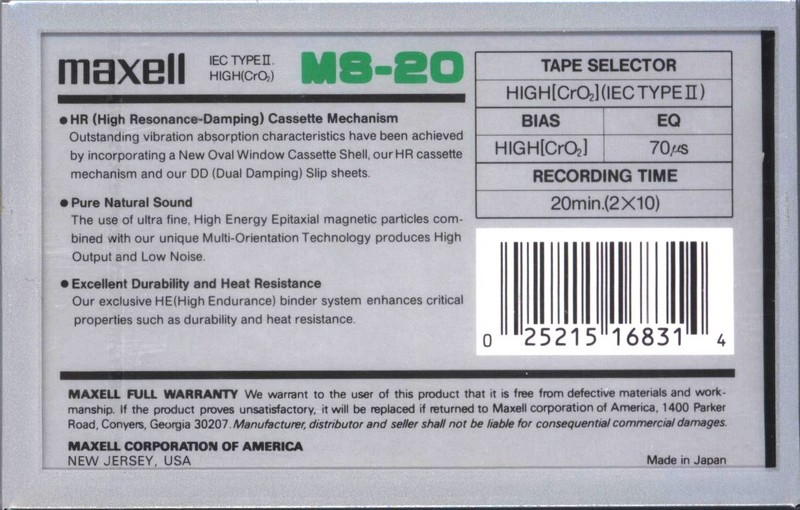 maxell IEC TYPE II. HIGH(CrO₂) MS-20
● HR (High Resonance-Damping) Cassette Mechanism
Outstanding vibration absorption characteristics have been achieved
by incorporating a New Oval Window Cassette Shell, our HR cassette
mechanism and our DD (Dual Damping) Slip sheets.
● Pure Natural Sound
The use of ultra fine, High Energy Epitaxial magnetic particles com-
bined with our unique Multi-Orientation Technology produces High
Output and Low Noise.
● Excellent Durability and Heat Resistance
Our exclusive HE(High Endurance) binder system enhances critical
properties such as durability and heat resistance.
TAPE SELECTOR
HIGH[CrO₂](IEC TYPE II)
BIAS EQ
HIGH[CrO₂] 70μs
RECORDING TIME
20min.(2×10)
0 25215 16831 4
MAXELL FULL WARRANTY We warrant to the user of this product that it is free from defective materials and work-
manship. If the product proves unsatisfactory, it will be replaced if returned to Maxell corporation of America, 1400 Parker
Road, Conyers, Georgia 30207. Manufacturer, distributor and seller shall not be liable for consequential commercial damages.
MAXELL CORPORATION OF AMERICA
NEW JERSEY, USA Made in Japan